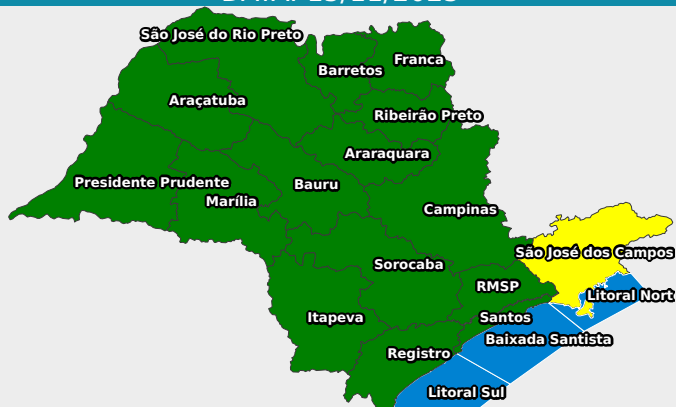 São José do Rio Preto
Franca
Barretos
Araçatuba
Ribeirão Preto
Araraquara
Presidente Prudente
Bauru
Marília
Campinas
São José dos Campos
Sorocaba
RMSP
Litoral Norte
Itapeva
Santos
Baixada Santista
Registro
Litoral Sul